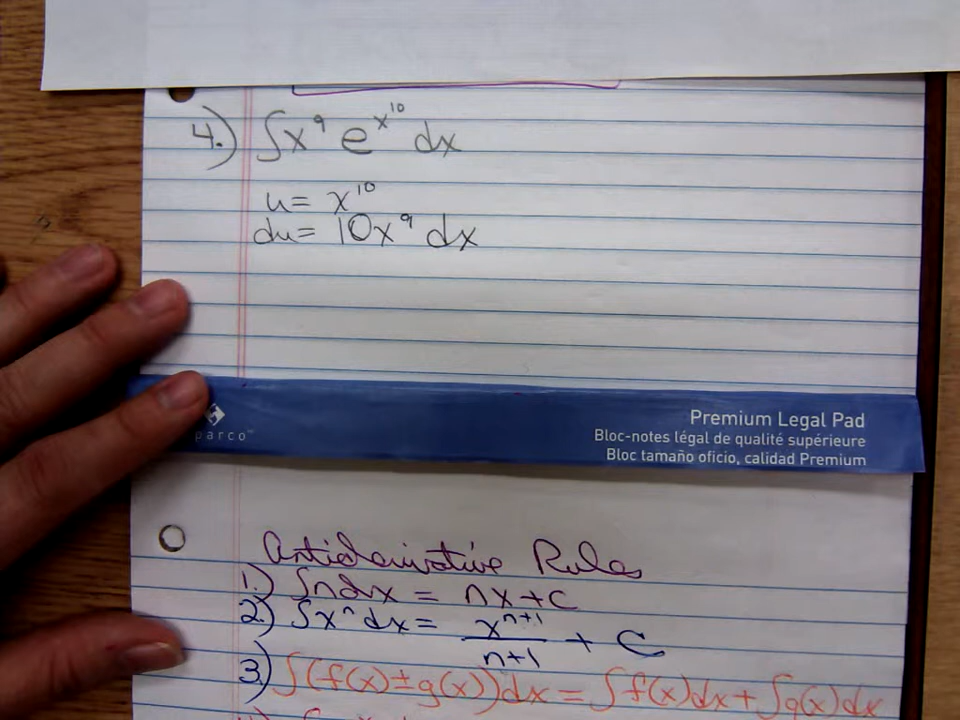 4.) ∫x⁹ e^x¹⁰ dx
u = x¹⁰
du = 10x⁹ dx
parco™
Premium Legal Pad
Bloc-notes légal de qualité supérieure
Bloc tamaño oficio, calidad Premium
Antiderivative Rules
1.) ∫n dx = nx + C
2.) ∫xⁿ dx = xⁿ⁺¹/n+1 + C
3.) ∫(f(x) ± g(x)) dx = ∫f(x) dx + ∫g(x) dx